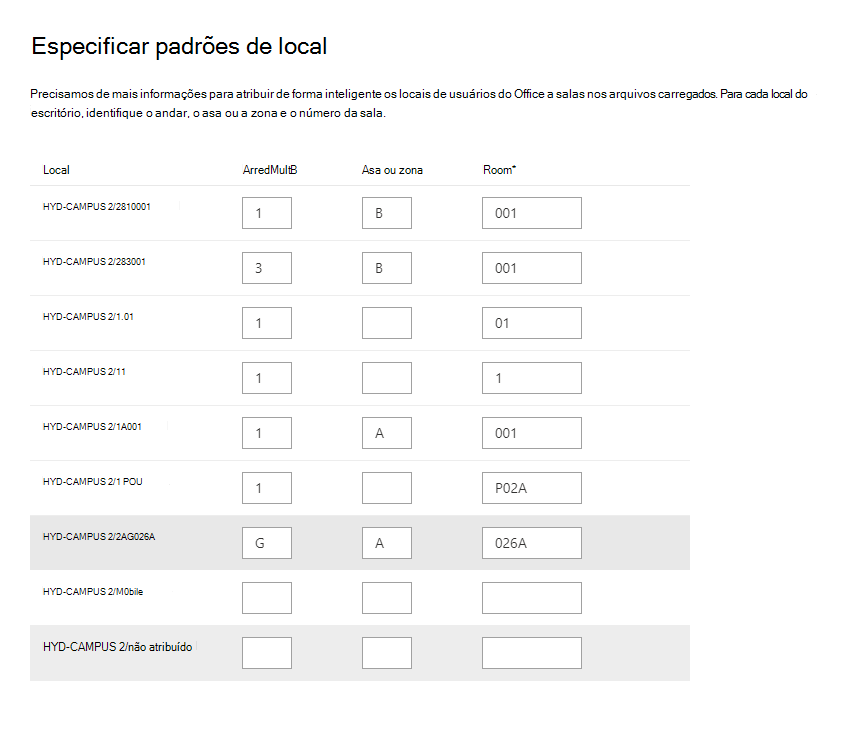 Especificar padrões de local
Precisamos de mais informações para atribuir de forma inteligente os locais de usuários do Office a salas nos arquivos carregados. Para cada local do
escritório, identifique o andar, o asa ou a zona e o número da sala.
Local ArredMultB Asa ou zona Room*
HYD-CAMPUS 2/2810001 1 B 001
HYD-CAMPUS 2/283001 3 B 001
HYD-CAMPUS 2/1.01 1 01
HYD-CAMPUS 2/11 1 1
HYD-CAMPUS 2/1A001 1 A 001
HYD-CAMPUS 2/1 POU 1 P02A
HYD-CAMPUS 2/2AG026A G A 026A
HYD-CAMPUS 2/M0bile
HYD-CAMPUS 2/não atribuído